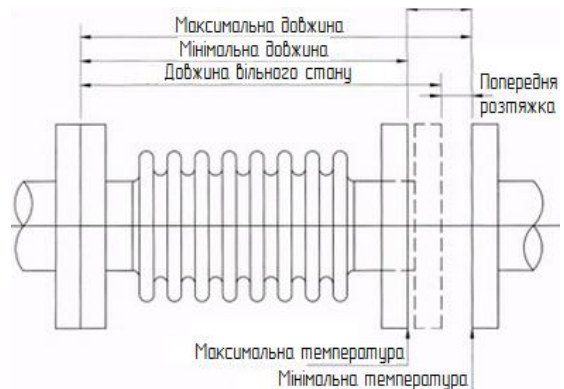 Максимальна довжина
Мінімальна довжина
Довжина вільного стану
Попередня
розтяжка
Максимальна температура
Мінімальна температура